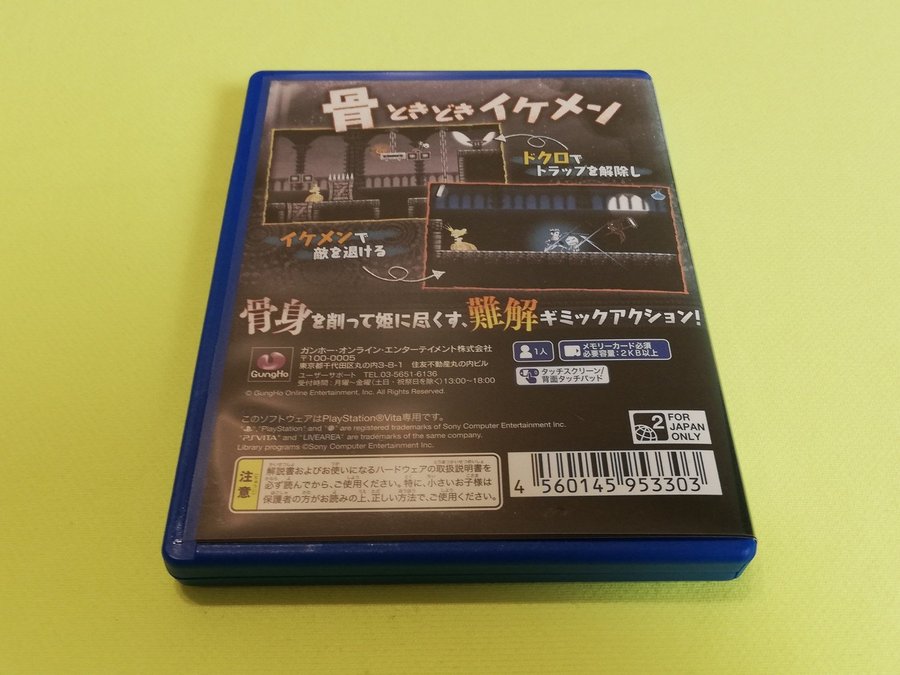 骨ときどきイケメン
ドクロで
トラップを解除し
イケメンで
敵を退ける
骨身を削って姫に尽くす、難解ギミックアクション!
GungHo
ガンホー・オンライン・エンターテイメント株式会社
〒100-0005
東京都千代田区丸の内3-8-1 住友不動産丸の内ビル
ユーザーサポート TEL.03-5651-6136
受付時間:月曜~金曜(土日・祝祭日を除く)13:00~18:00
© GungHo Online Entertainment, Inc. All Rights Reserved.
1人
メモリーカード必須
必要容量:2KB以上
タッチスクリーン/
背面タッチパッド
このソフトウェアはPlayStation®Vita専用です。
"PlayStation" and are registered trademarks of Sony Computer Entertainment Inc.
"PSVITA" and "LIVEAREA" are trademarks of the same company.
Library programs ©Sony Computer Entertainment Inc.
2
FOR
JAPAN
ONLY
注意
解説書およびお使いになるハードウェアの取扱説明書を
必ず読んでから、ご使用ください。特に、小さいお子様は
保護者の方がお読みの上、正しい方法で、ご使用ください。
4 560145 953303